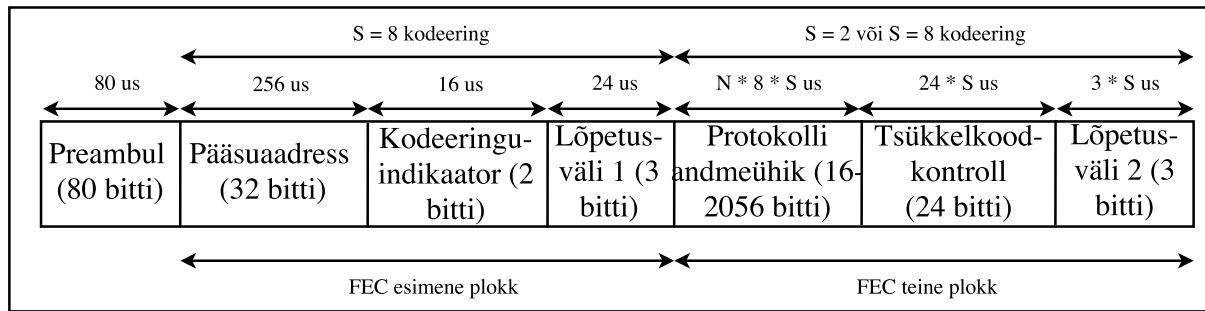 S = 8 kodeering
S = 2 või S = 8 kodeering
80 us
256 us
16 us
24 us
N * 8 * S us
24 * S us
3 * S us
Preambul
(80 bitti)
Pääsuaadress
(32 bitti)
Kodeeringu-
indikaator (2
bitti)
Lõpetus-
väli 1 (3
bitti)
Protokolli
andmeühik (16-
2056 bitti)
Tsükkelkood-
kontroll
(24 bitti)
Lõpetus-
väli 2 (3
bitti)
FEC esimene plokk
FEC teine plokk